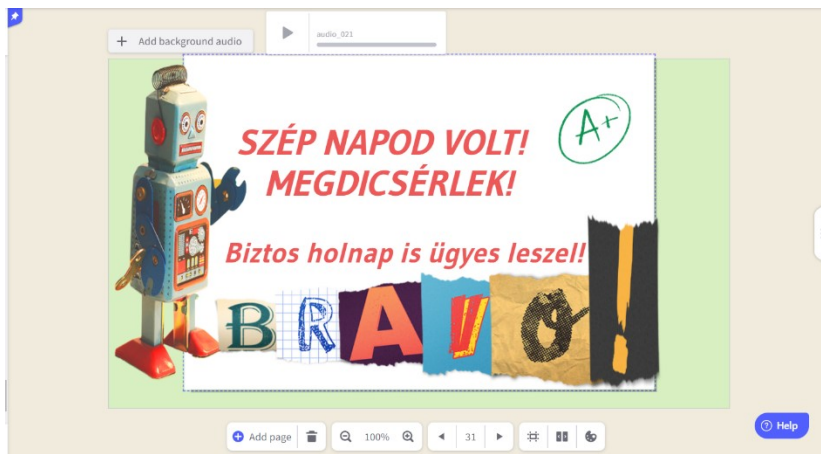 Add background audio
audio_021
A+
SZÉP NAPOD VOLT!
MEGDICSÉRLEK!
Biztos holnap is ügyes leszel!
BRAVO!
Add page
100%
31
Help